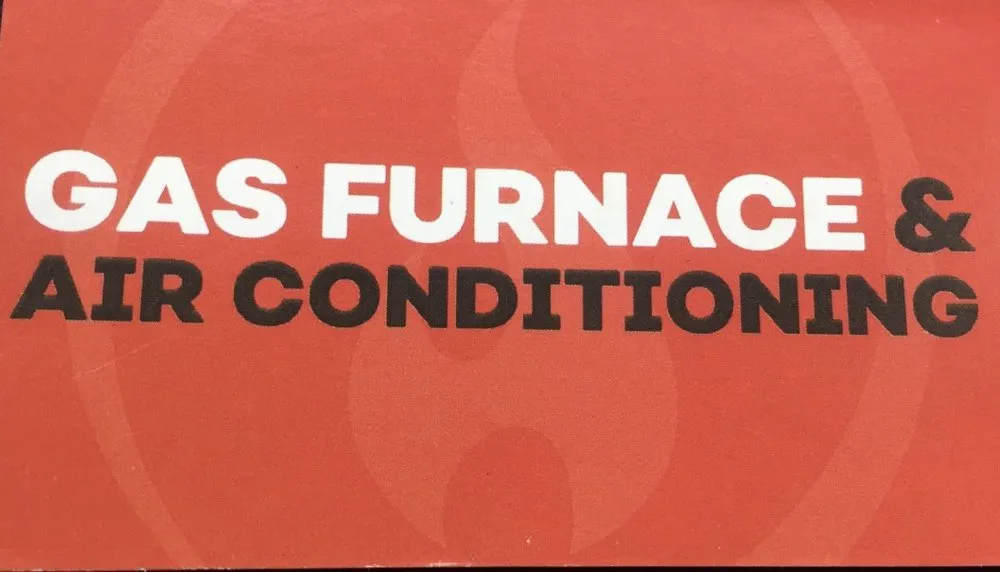 GAS FURNACE &
AIR CONDITIONING